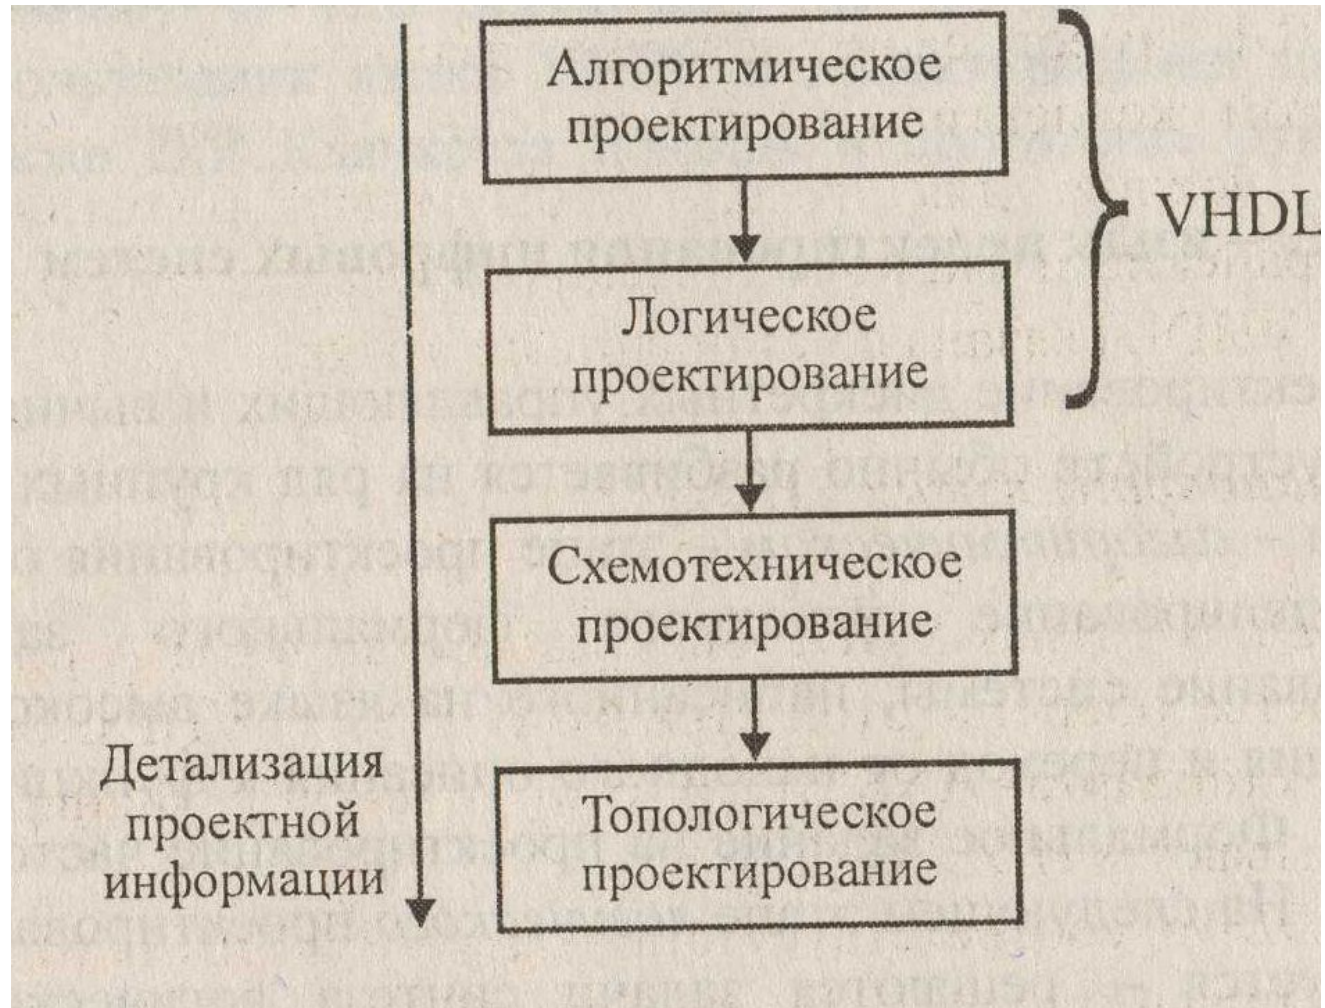 Алгоритмическое
проектирование
VHDL
Логическое
проектирование
Схемотехническое
проектирование
Детализация
проектной
информации
Топологическое
проектирование